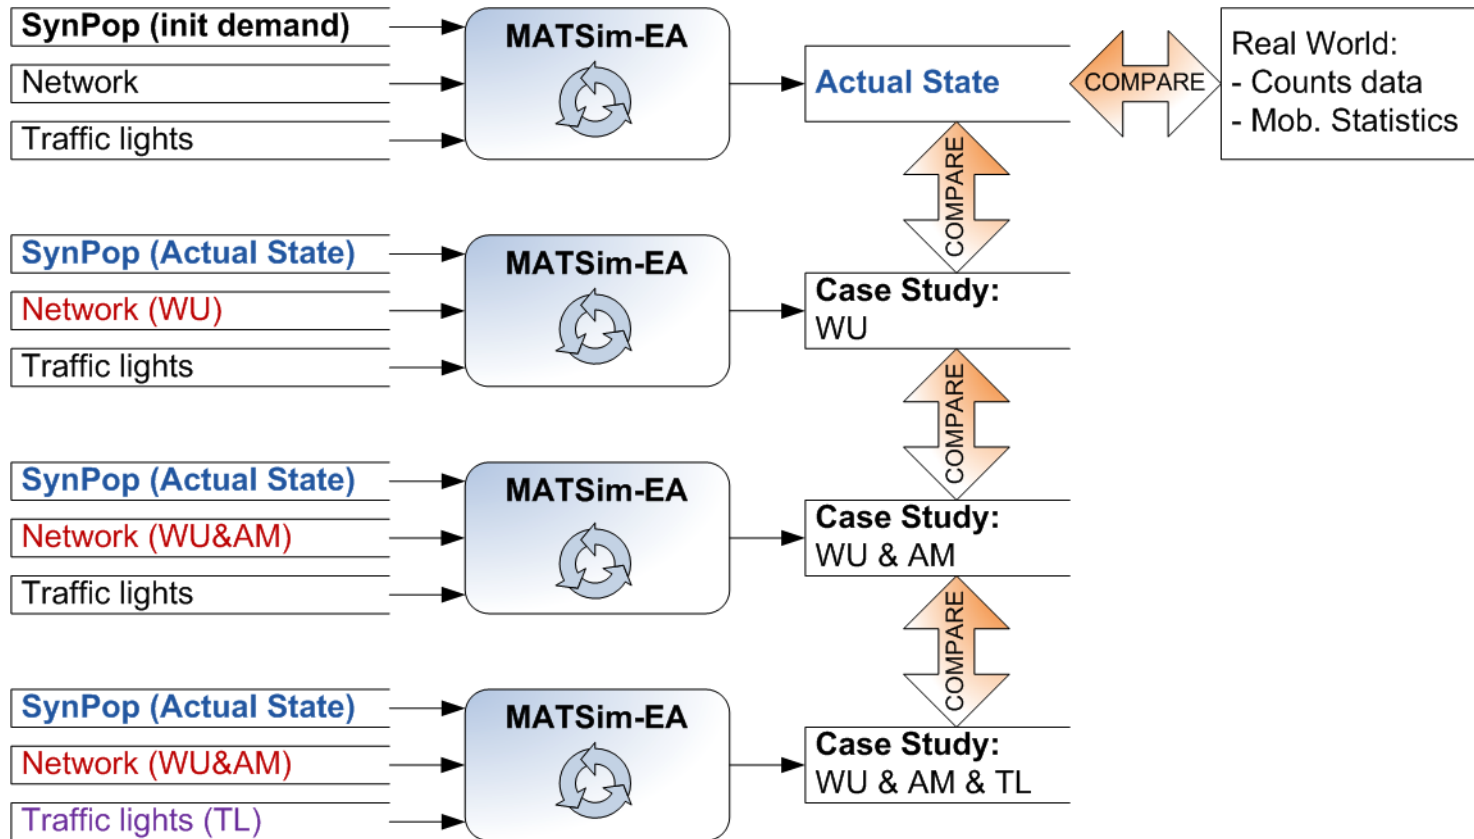 SynPop (init demand)
Network
Traffic lights
MATSim-EA
Actual State
COMPARE
Real World:
- Counts data
- Mob. Statistics
COMPARE
SynPop (Actual State)
Network (WU)
Traffic lights
MATSim-EA
Case Study:
WU
COMPARE
SynPop (Actual State)
Network (WU&AM)
Traffic lights
MATSim-EA
Case Study:
WU & AM
COMPARE
SynPop (Actual State)
Network (WU&AM)
Traffic lights (TL)
MATSim-EA
Case Study:
WU & AM & TL